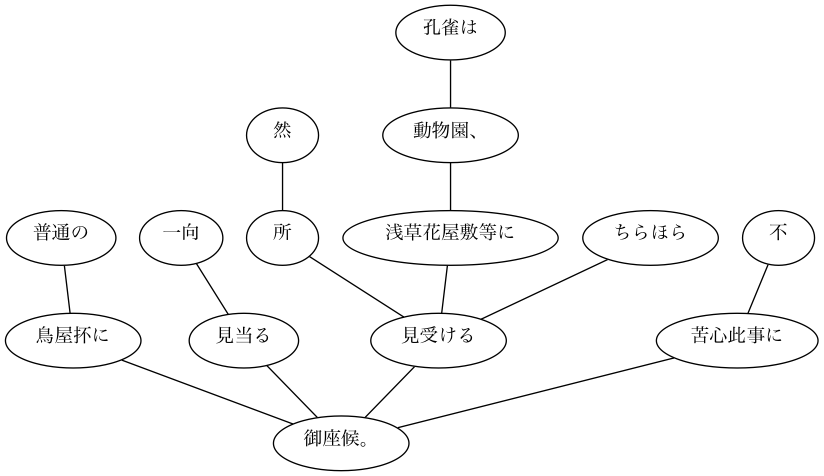 孔雀は
然
動物園、
普通の
一向
所
浅草花屋敷等に
ちらほら
不
鳥屋抔に
見当る
見受ける
苦心此事に
御座候。